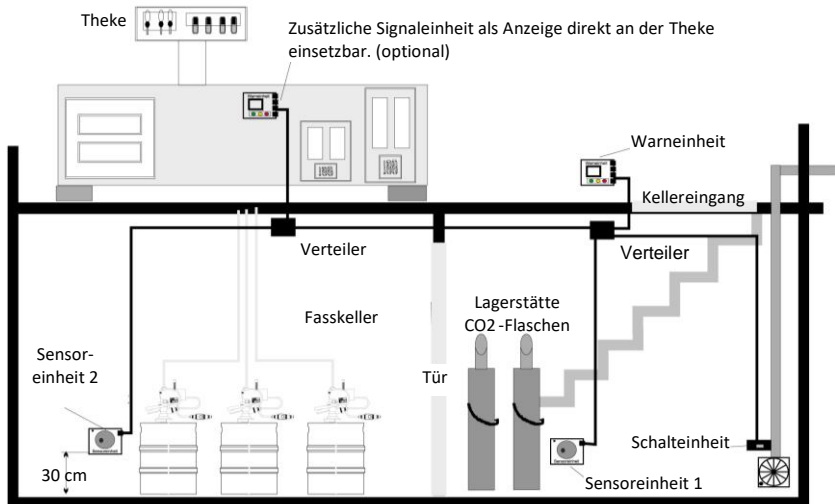 Theke
Zusätzliche Signaleinheit als Anzeige direkt an der Theke
einsetzbar. (optional)
Warneinheit
Kellereingang
Verteiler
Verteiler
Fasskeller
Lagerstätte
CO2 -Flaschen
Sensor-
einheit 2
Tür
Schalteinheit
30 cm
Sensoreinheit 1